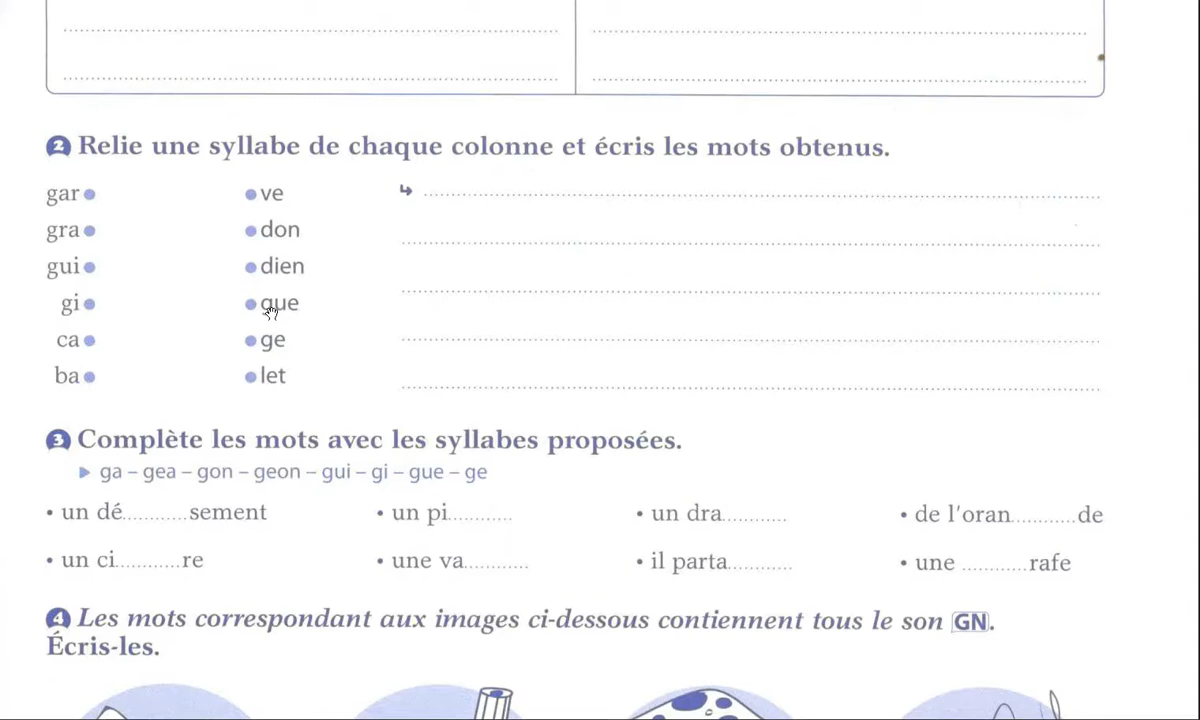 2 Relie une syllabe de chaque colonne et écris les mots obtenus.
gar ve
gra don
gui dien
gi gue
ca ge
ba let
3 Complète les mots avec les syllabes proposées.
ga – gea – gon – geon – gui – gi – gue – ge
• un dé...........sement • un pi........... • un dra........... • de l'oran...........de
• un ci...........re • une va........... • il parta........... • une ...........rafe
4 Les mots correspondant aux images ci-dessous contiennent tous le son GN.
Écris-les.